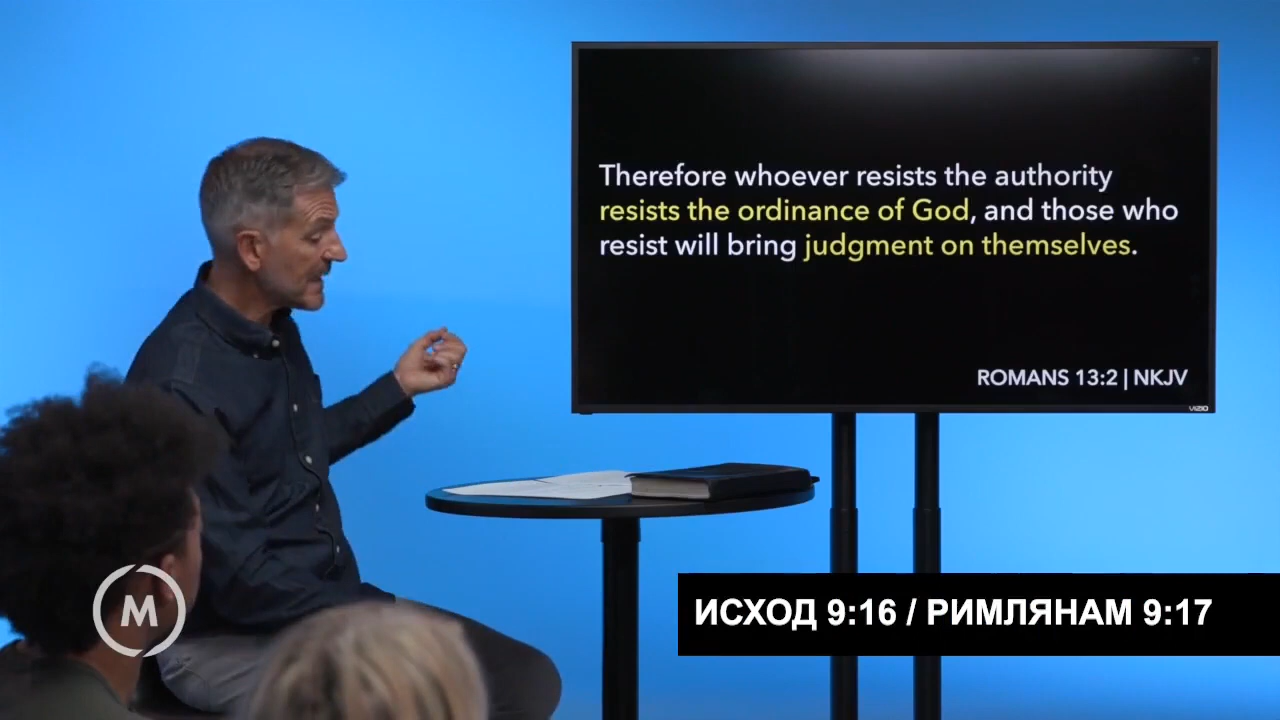 Therefore whoever resists the authority
resists the ordinance of God, and those who
resist will bring judgment on themselves.
ROMANS 13:2 | NKJV
VIZIO
M
ИСХОД 9:16 / РИМЛЯНАМ 9:17